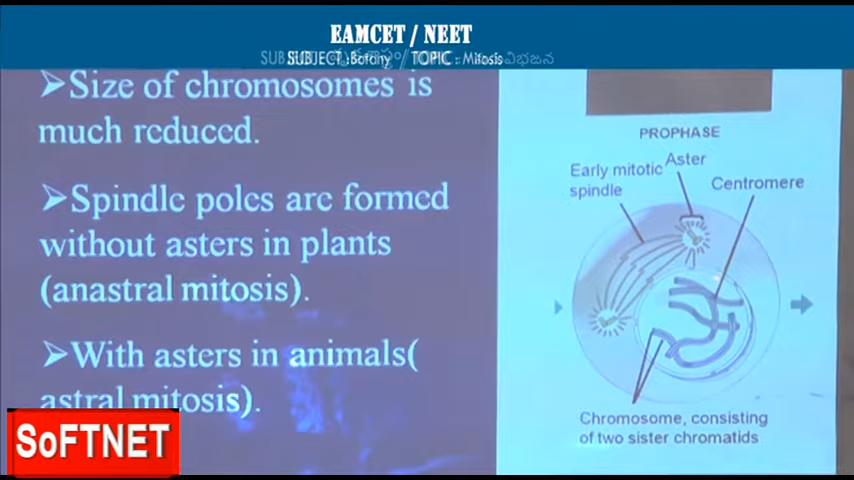 EAMCET / NEET
SUBJECT : Botany / TOPIC : Mitosis
➢Size of chromosomes is
much reduced.
➢Spindle poles are formed
without asters in plants
(anastral mitosis).
➢With asters in animals(
astral mitosis).
SoFTNET
PROPHASE
Early mitotic
spindle
Aster
Centromere
Chromosome, consisting
of two sister chromatids